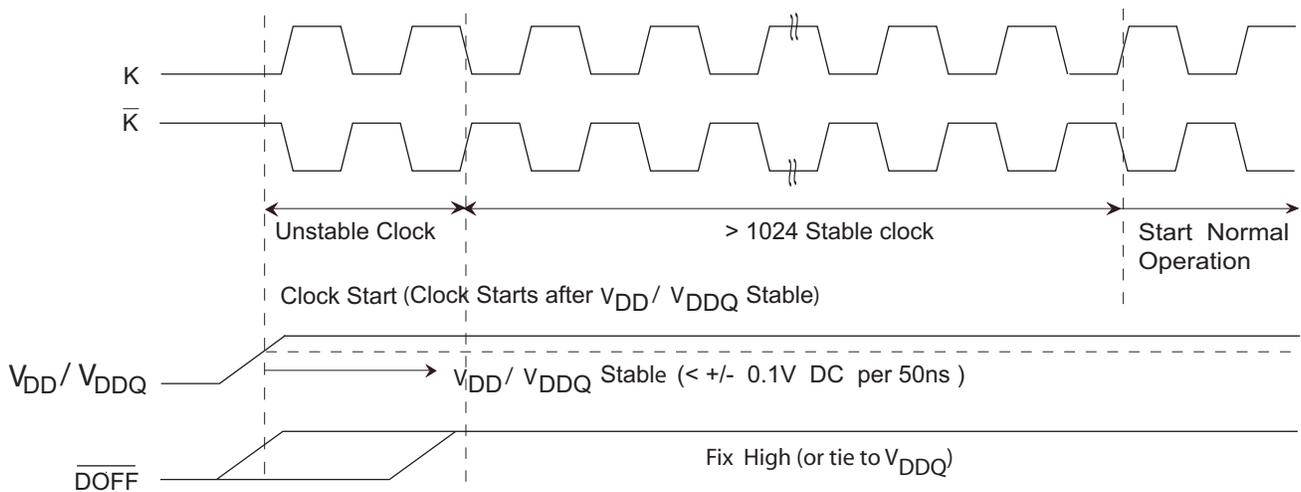 K
K̅
Unstable Clock
> 1024 Stable clock
Start Normal
Operation
Clock Start (Clock Starts after VDD / VDDQ Stable)
VDD / VDDQ
VDD / VDDQ Stable (< +/- 0.1V DC per 50ns )
D̅O̅F̅F̅
Fix High (or tie to VDDQ)